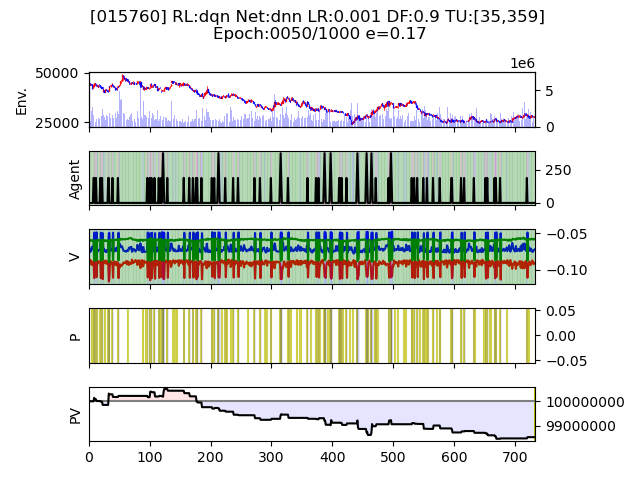 [015760] RL:dqn Net:dnn LR:0.001 DF:0.9 TU:[35,359]
Epoch:0050/1000 e=0.17
1e6
Env.
50000
25000
5
0
Agent
250
0
V
−0.05
−0.10
P
0.05
0.00
−0.05
PV
100000000
99000000
0 100 200 300 400 500 600 700